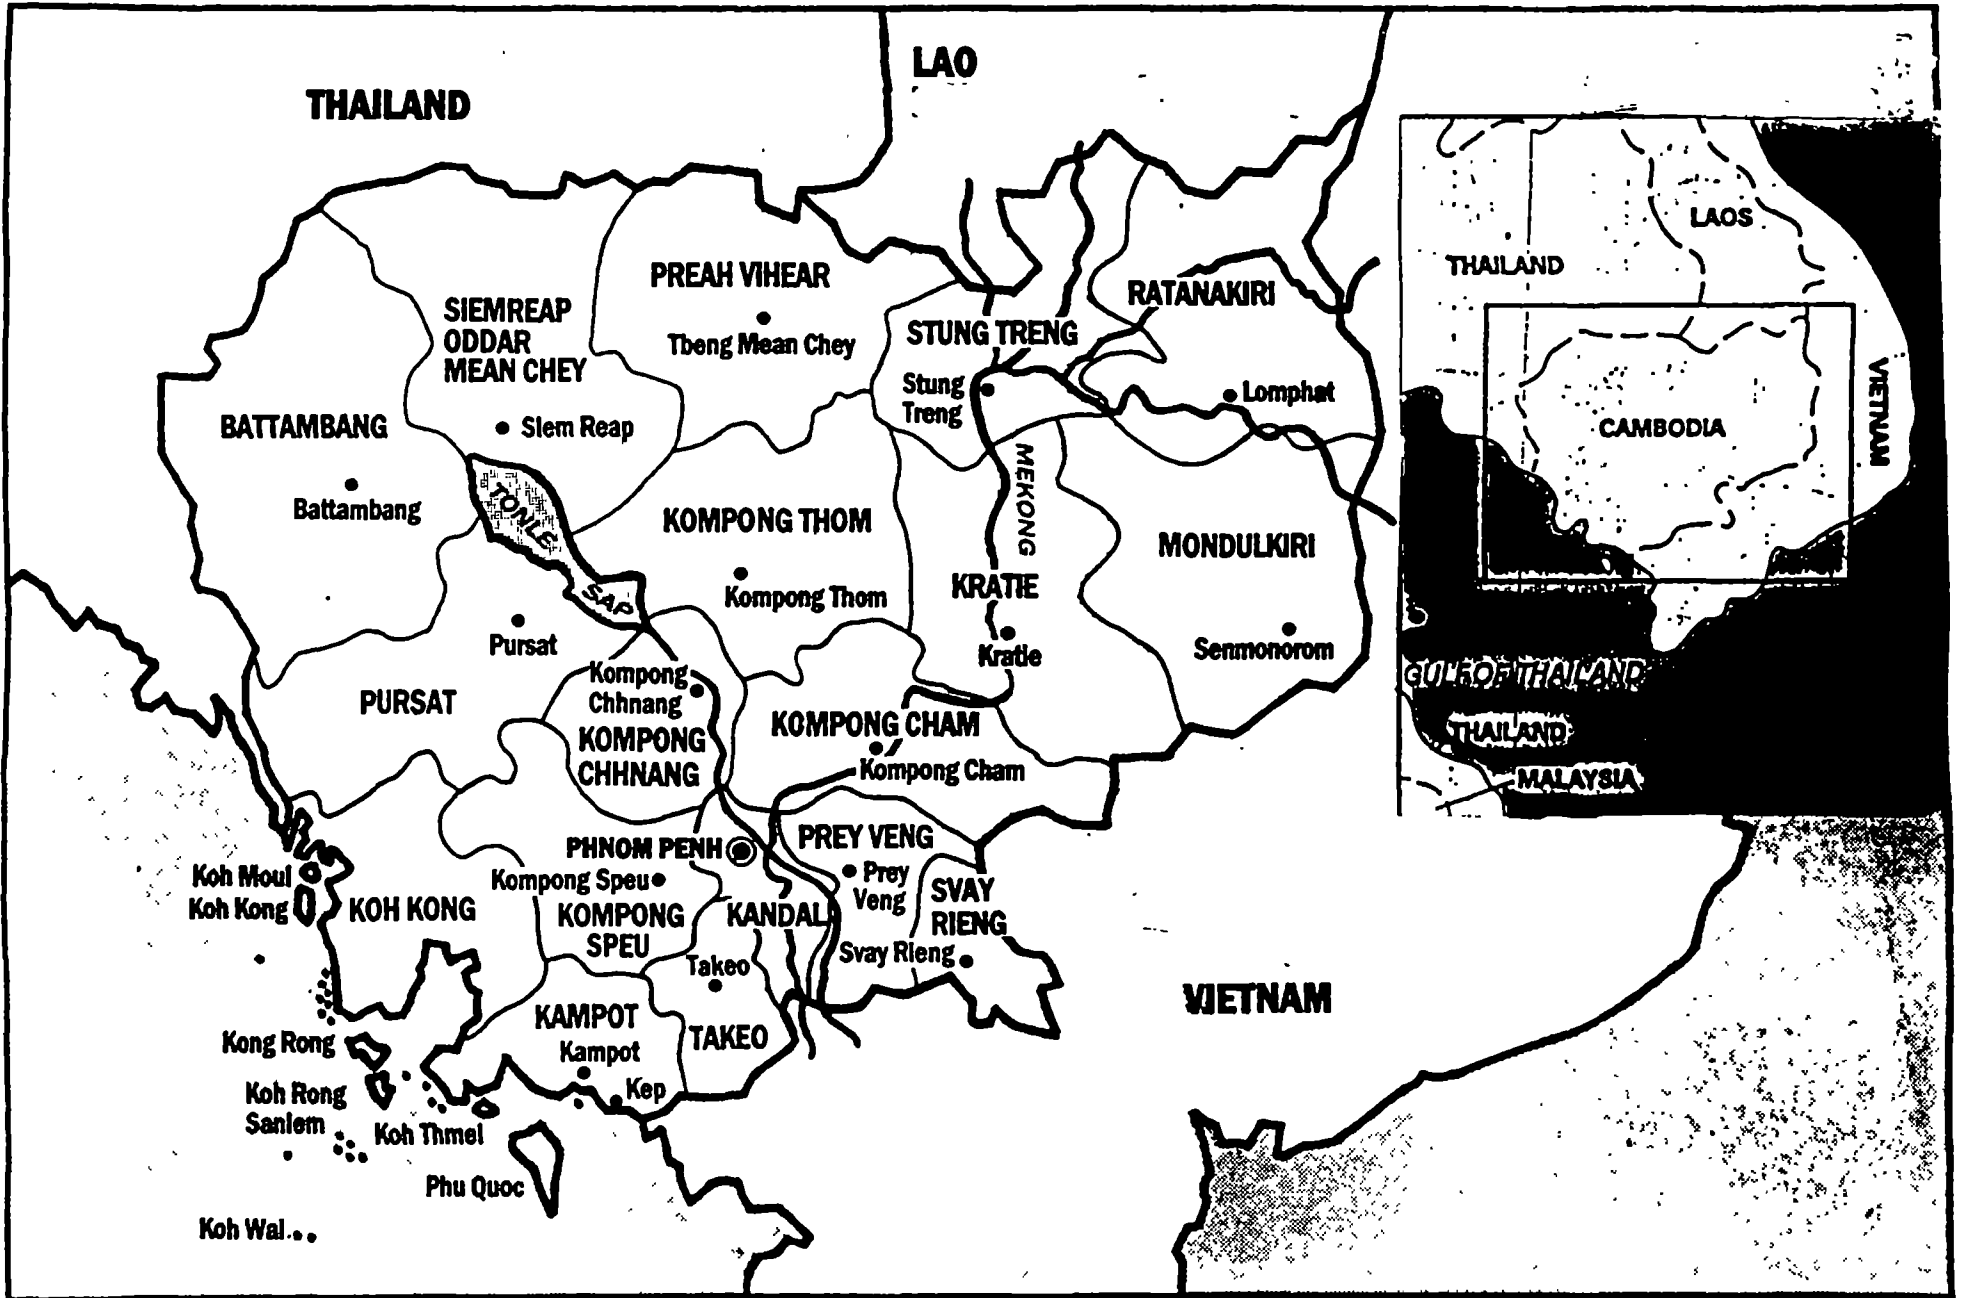 THAILAND
LAO
PREAH VIHEAR
Tbeng Mean Chey
SIEMREAP
ODDAR
MEAN CHEY
Siem Reap
BATTAMBANG
Battambang
STUNG TRENG
Stung
Treng
RATANAKIRI
Lomphat
TONLE
SAP
KOMPONG THOM
Kompong Thom
MEKONG
KRATIE
Kratie
MONDULKIRI
Senmonorom
Pursat
PURSAT
Kompong
Chhnang
KOMPONG
CHHNANG
KOMPONG CHAM
Kompong Cham
PHNOM PENH
PREY VENG
Prey
Veng
Kompong Speu
KOMPONG
SPEU
KANDAL
SVAY
RIENG
Svay Rieng
Koh Moul
Koh Kong
KOH KONG
Takeo
TAKEO
KAMPOT
Kampot
Kep
Kong Rong
Koh Rong
Sanlem
Koh Thmei
Phu Quoc
Koh Wai
VIETNAM
LAOS
THAILAND
CAMBODIA
VIETNAM
GULF OF THAILAND
THAILAND
MALAYSIA